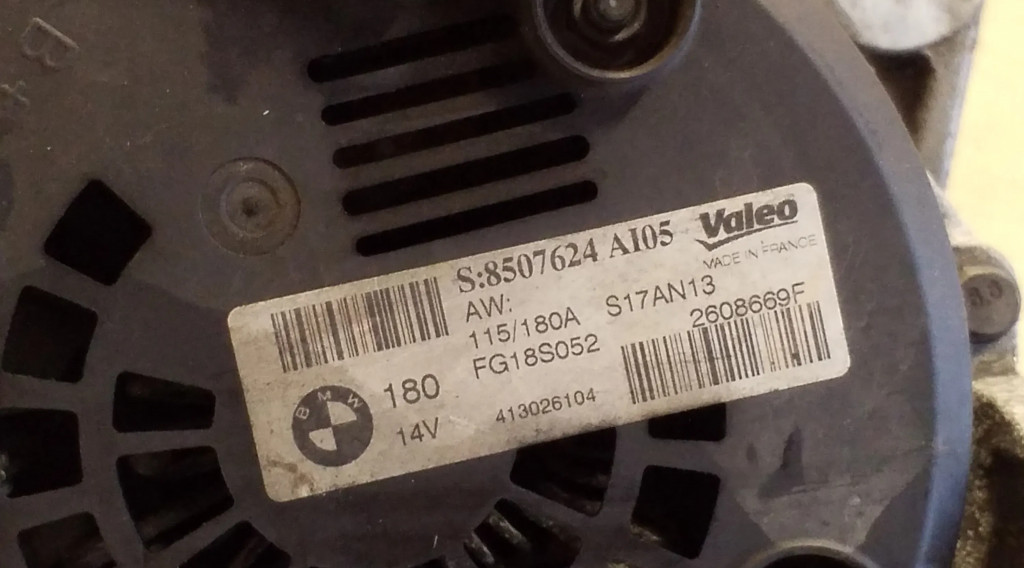 B+
S:8507624 AI05
Valeo
MADE IN FRANCE
AW:
115/180A
S17AN13
FG18S052
2608669F
BMW
180
14V
413026104